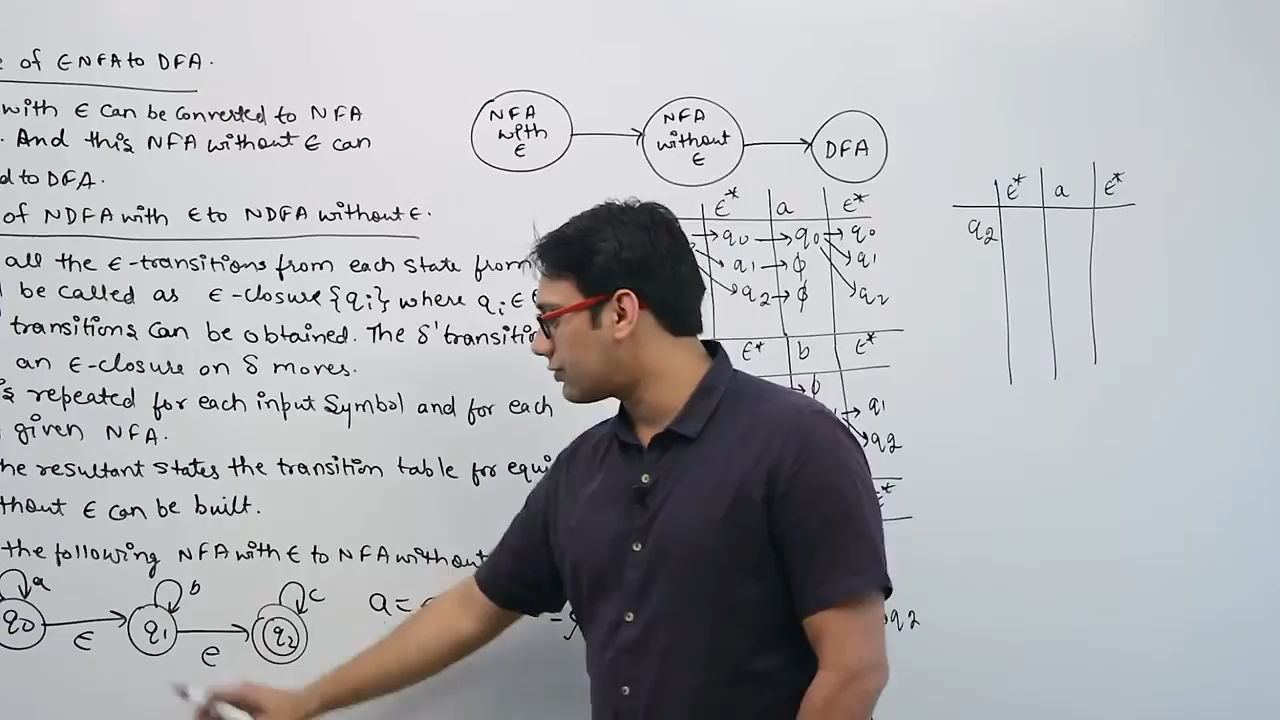 of ENFA to DFA.
with ϵ can be converted to NFA
. And this NFA without ϵ can
d to DFA.
of NDFA with ϵ to NDFA without ϵ.
all the ϵ-transitions from each state from
be called as ϵ-closure {qi} where qi ∈
transitions can be obtained. The δ' transitio
an ϵ-closure on δ moves.
is repeated for each input Symbol and for each
given NFA.
he resultant states the transition table for equi
thout ϵ can be built.
the following NFA with ϵ to NFA without
a b c
q0 ϵ q1 e q2
a=
NFA with ϵ
NFA without ϵ
DFA
ϵ* a ϵ*
q0 q0 q0
q1 ϕ q1
q2 ϕ q2
ϵ* b ϵ*
ϕ
q1
q2
ϵ*
q2
ϵ* a ϵ*
q2